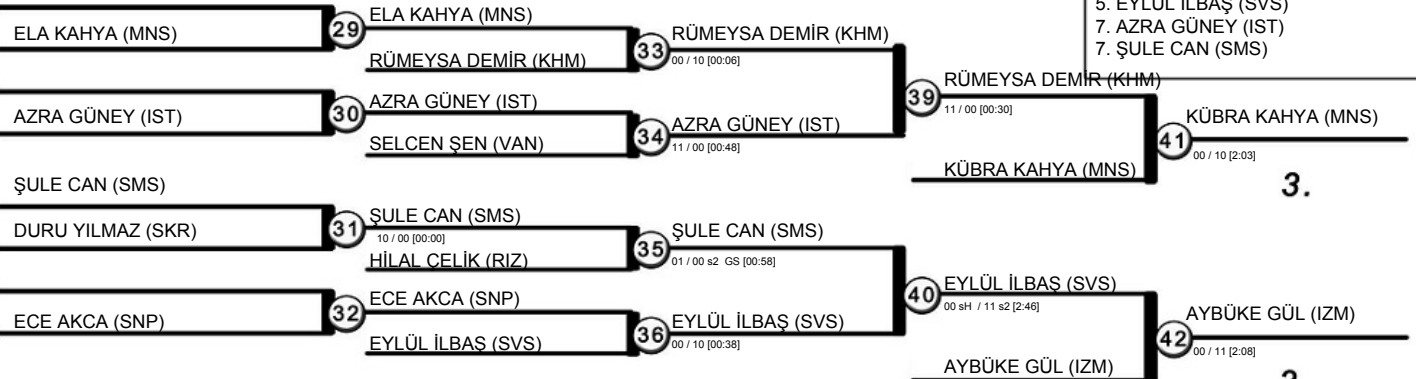 5. EYLÜL İLBAŞ (SVS)
7. AZRA GÜNEY (IST)
7. ŞULE CAN (SMS)
ELA KAHYA (MNS)
29
ELA KAHYA (MNS)
RÜMEYSA DEMİR (KHM)
33
RÜMEYSA DEMİR (KHM)
00 / 10 [00:06]
AZRA GÜNEY (IST)
30
AZRA GÜNEY (IST)
SELCEN ŞEN (VAN)
34
AZRA GÜNEY (IST)
11 / 00 [00:48]
39
RÜMEYSA DEMİR (KHM)
11 / 00 [00:30]
KÜBRA KAHYA (MNS)
41
KÜBRA KAHYA (MNS)
00 / 10 [2:03]
3.
ŞULE CAN (SMS)
DURU YILMAZ (SKR)
31
ŞULE CAN (SMS)
10 / 00 [00:00]
HİLAL ÇELİK (RIZ)
35
ŞULE CAN (SMS)
01 / 00 s2 GS [00:58]
ECE AKCA (SNP)
32
ECE AKCA (SNP)
EYLÜL İLBAŞ (SVS)
36
EYLÜL İLBAŞ (SVS)
00 / 10 [00:38]
40
EYLÜL İLBAŞ (SVS)
00 sH / 11 s2 [2:46]
AYBÜKE GÜL (IZM)
42
AYBÜKE GÜL (IZM)
00 / 11 [2:08]